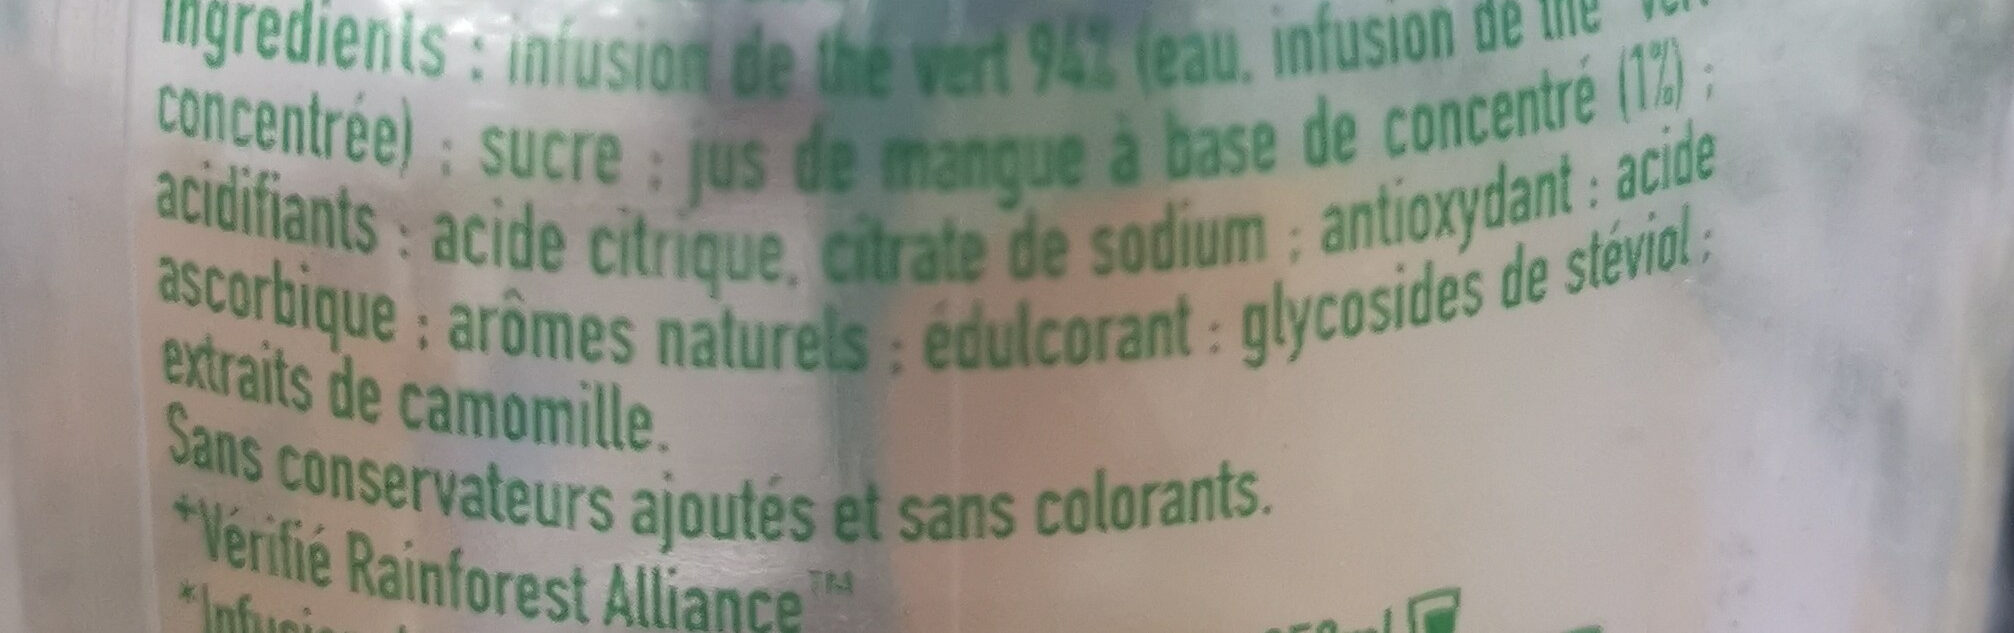 Ingrédients : infusion de thé vert 94% (eau, infusion de thé vert
concentrée) ; sucre ; jus de mangue à base de concentré (1%) ;
acidifiants : acide citrique, citrate de sodium ; antioxydant : acide
ascorbique ; arômes naturels ; édulcorant : glycosides de stéviol ;
extraits de camomille.
Sans conservateurs ajoutés et sans colorants.
+Vérifié Rainforest Alliance™